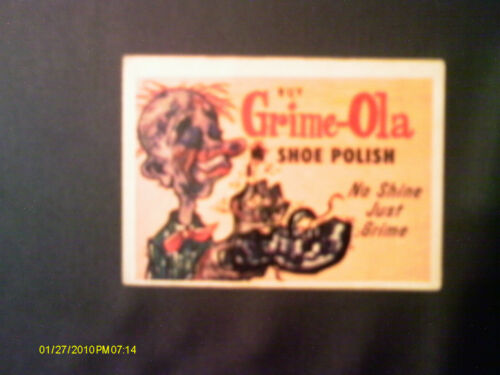 BUY
Grime-Ola
SHOE POLISH
No Shine
Just
Grime
01/27/2010PM07:14